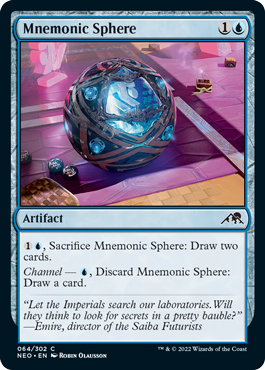 Mnemonic Sphere 1
Artifact
1, Sacrifice Mnemonic Sphere: Draw two
cards.
Channel — , Discard Mnemonic Sphere:
Draw a card.
“Let the Imperials search our laboratories. Will
they think to look for secrets in a pretty bauble?”
—Emire, director of the Saiba Futurists
064/302 C
NEO • EN Robin Olausson ™ & © 2022 Wizards of the Coast